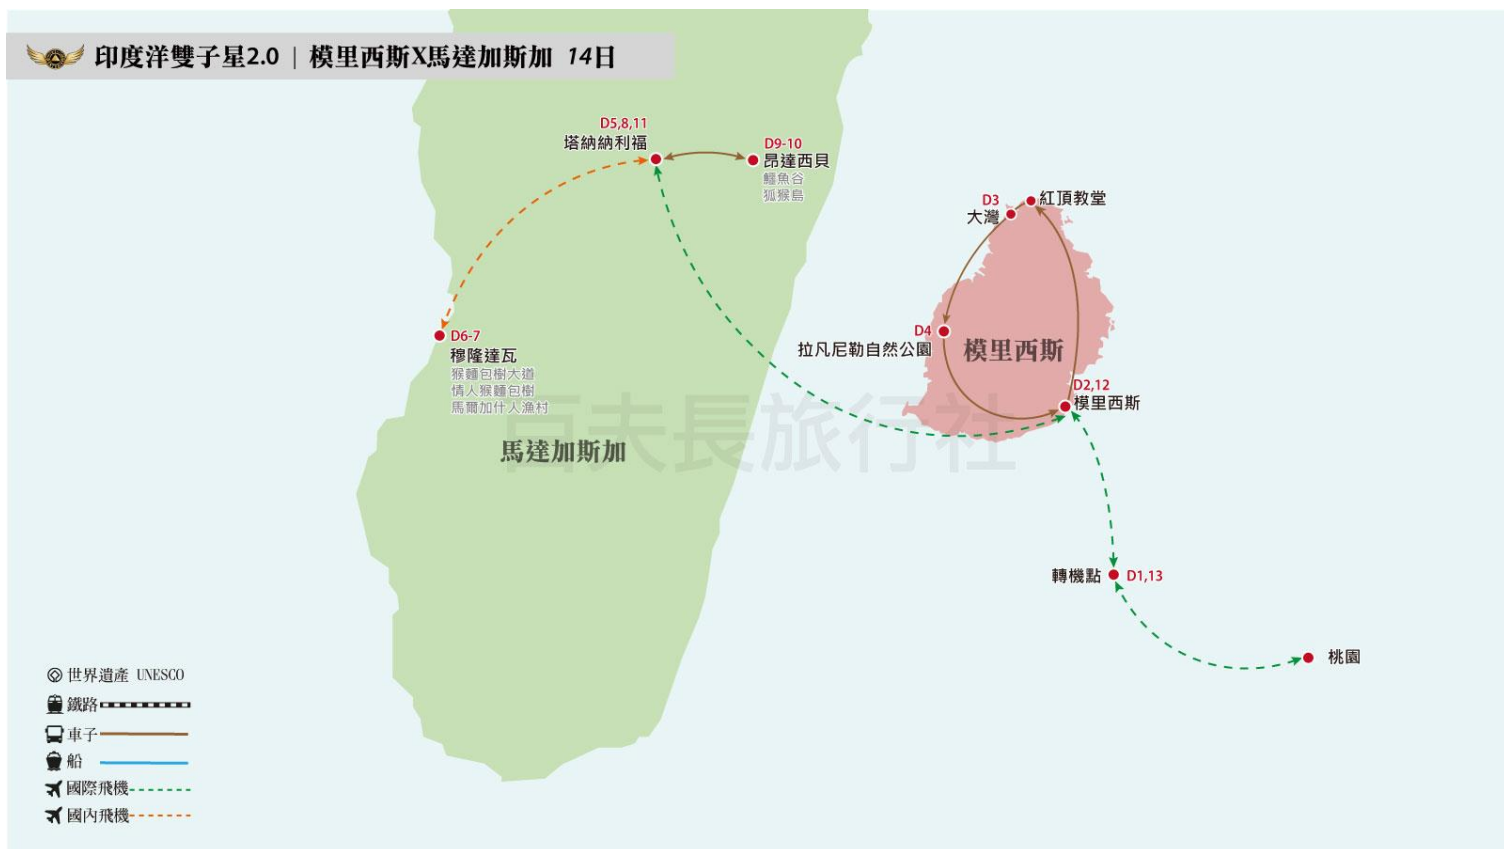 印度洋雙子星2.0 | 模里西斯X馬達加斯加 14日
D5,8,11
塔納納利福
D9-10
昂達西貝
鱷魚谷
狐猴島
D3
大灣
紅頂教堂
D6-7
穆隆達瓦
猴麵包樹大道
情人猴麵包樹
馬爾加什人漁村
D4
拉凡尼勒自然公園
模里西斯
D2,12
模里西斯
百夫長旅行社
馬達加斯加
轉機點
D1,13
桃園
世界遺產 UNESCO
鐵路
車子
船
國際飛機
國內飛機